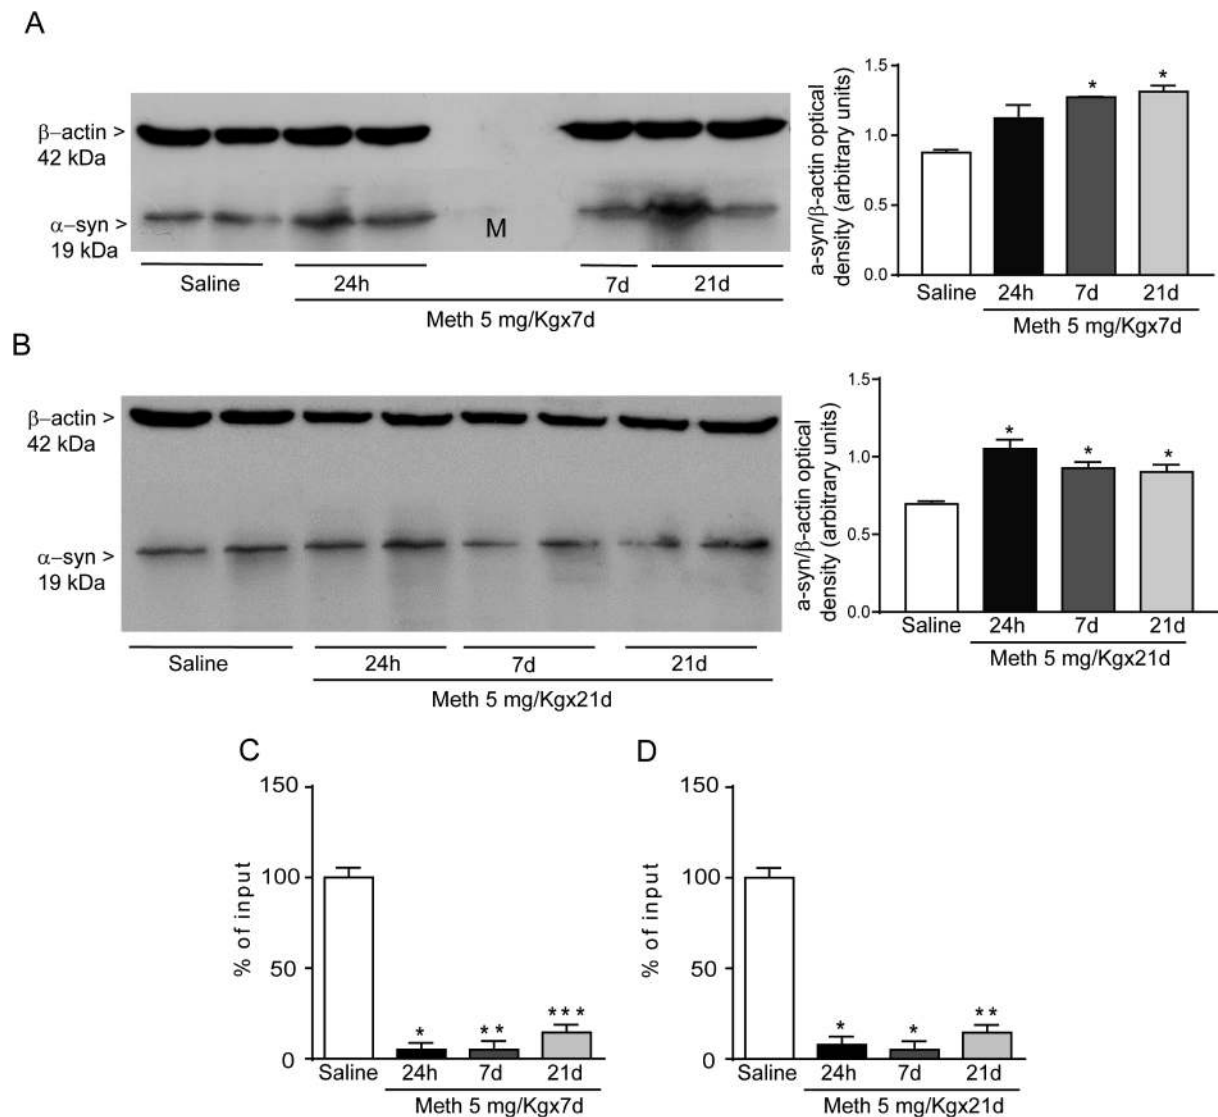 A
β–actin >
42 kDa
α–syn >
19 kDa
M
Saline
24h
7d
21d
Meth 5 mg/Kgx7d
a-syn/β-actin optical
density (arbitrary units)
1.5
1.0
0.5
0.0
*
*
Saline
24h
7d
21d
Meth 5 mg/Kgx7d
B
β–actin >
42 kDa
α–syn >
19 kDa
Saline
24h
7d
21d
Meth 5 mg/Kgx21d
a-syn/β-actin optical
density (arbitrary units)
1.5
1.0
0.5
0.0
*
*
*
Saline
24h
7d
21d
Meth 5 mg/Kgx21d
C
% of input
150
100
50
0
*
**
***
Saline
24h
7d
21d
Meth 5 mg/Kgx7d
D
% of input
150
100
50
0
*
*
**
Saline
24h
7d
21d
Meth 5 mg/Kgx21d